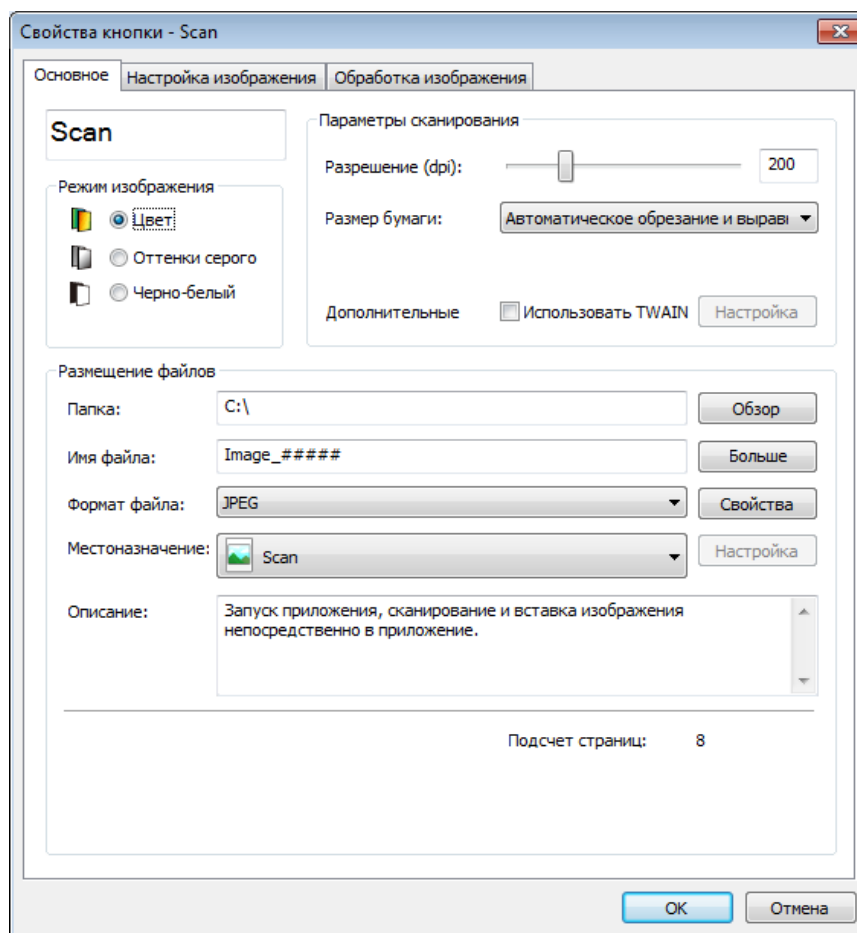 Свойства кнопки - Scan
Основное
Настройка изображения
Обработка изображения
Scan
Режим изображения
Цвет
Оттенки серого
Черно-белый
Параметры сканирования
Разрешение (dpi):
200
Размер бумаги:
Автоматическое обрезание и
Дополнительные
Использовать TWAIN
Настройка
Размещение файлов
Папка:
C:\
Обзор
Имя файла:
Image_#####
Больше
Формат файла:
JPEG
Свойства
Местоназначение:
Scan
Настройка
Описание:
Запуск приложения, сканирование и вставка изображения
непосредственно в приложение.
Подсчет страниц:
8
OK
Отмена